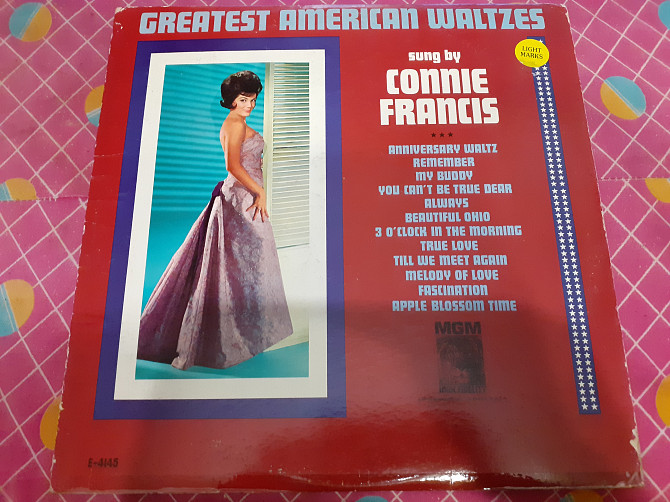 GREATEST AMERICAN WALTZES
LIGHT
MARKS
sung by
CONNIE
FRANCIS
ANNIVERSARY WALTZ
REMEMBER
MY BUDDY
YOU CAN'T BE TRUE DEAR
ALWAYS
BEAUTIFUL OHIO
3 O'CLOCK IN THE MORNING
TRUE LOVE
TILL WE MEET AGAIN
MELODY OF LOVE
FASCINATION
APPLE BLOSSOM TIME
MGM
E-4145